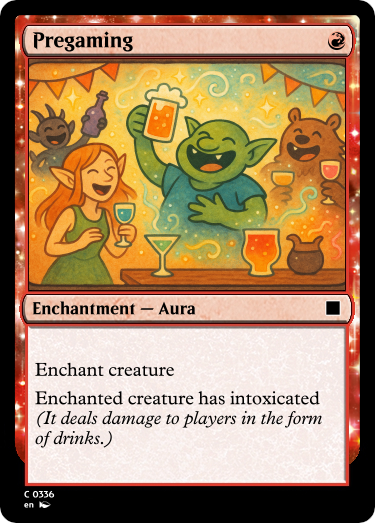 Pregaming
Enchantment — Aura
Enchant creature
Enchanted creature has intoxicated
(It deals damage to players in the form
of drinks.)
C 0336
en